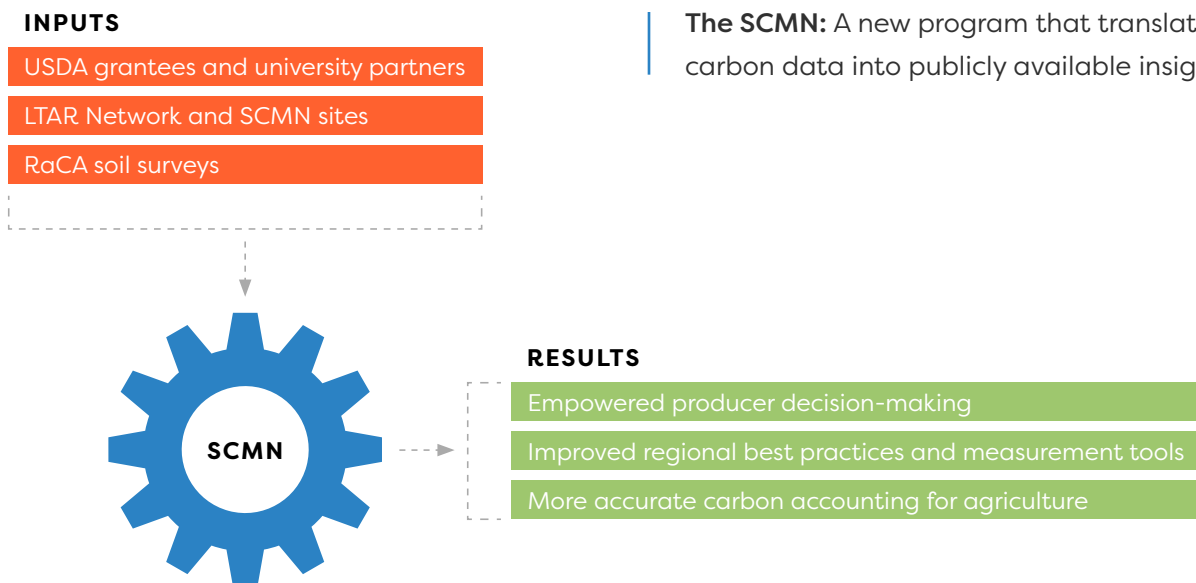 INPUTS
USDA grantees and university partners
LTAR Network and SCMN sites
RaCA soil surveys
The SCMN: A new program that translat
carbon data into publicly available insig
SCMN
RESULTS
Empowered producer decision-making
Improved regional best practices and measurement tools
More accurate carbon accounting for agriculture